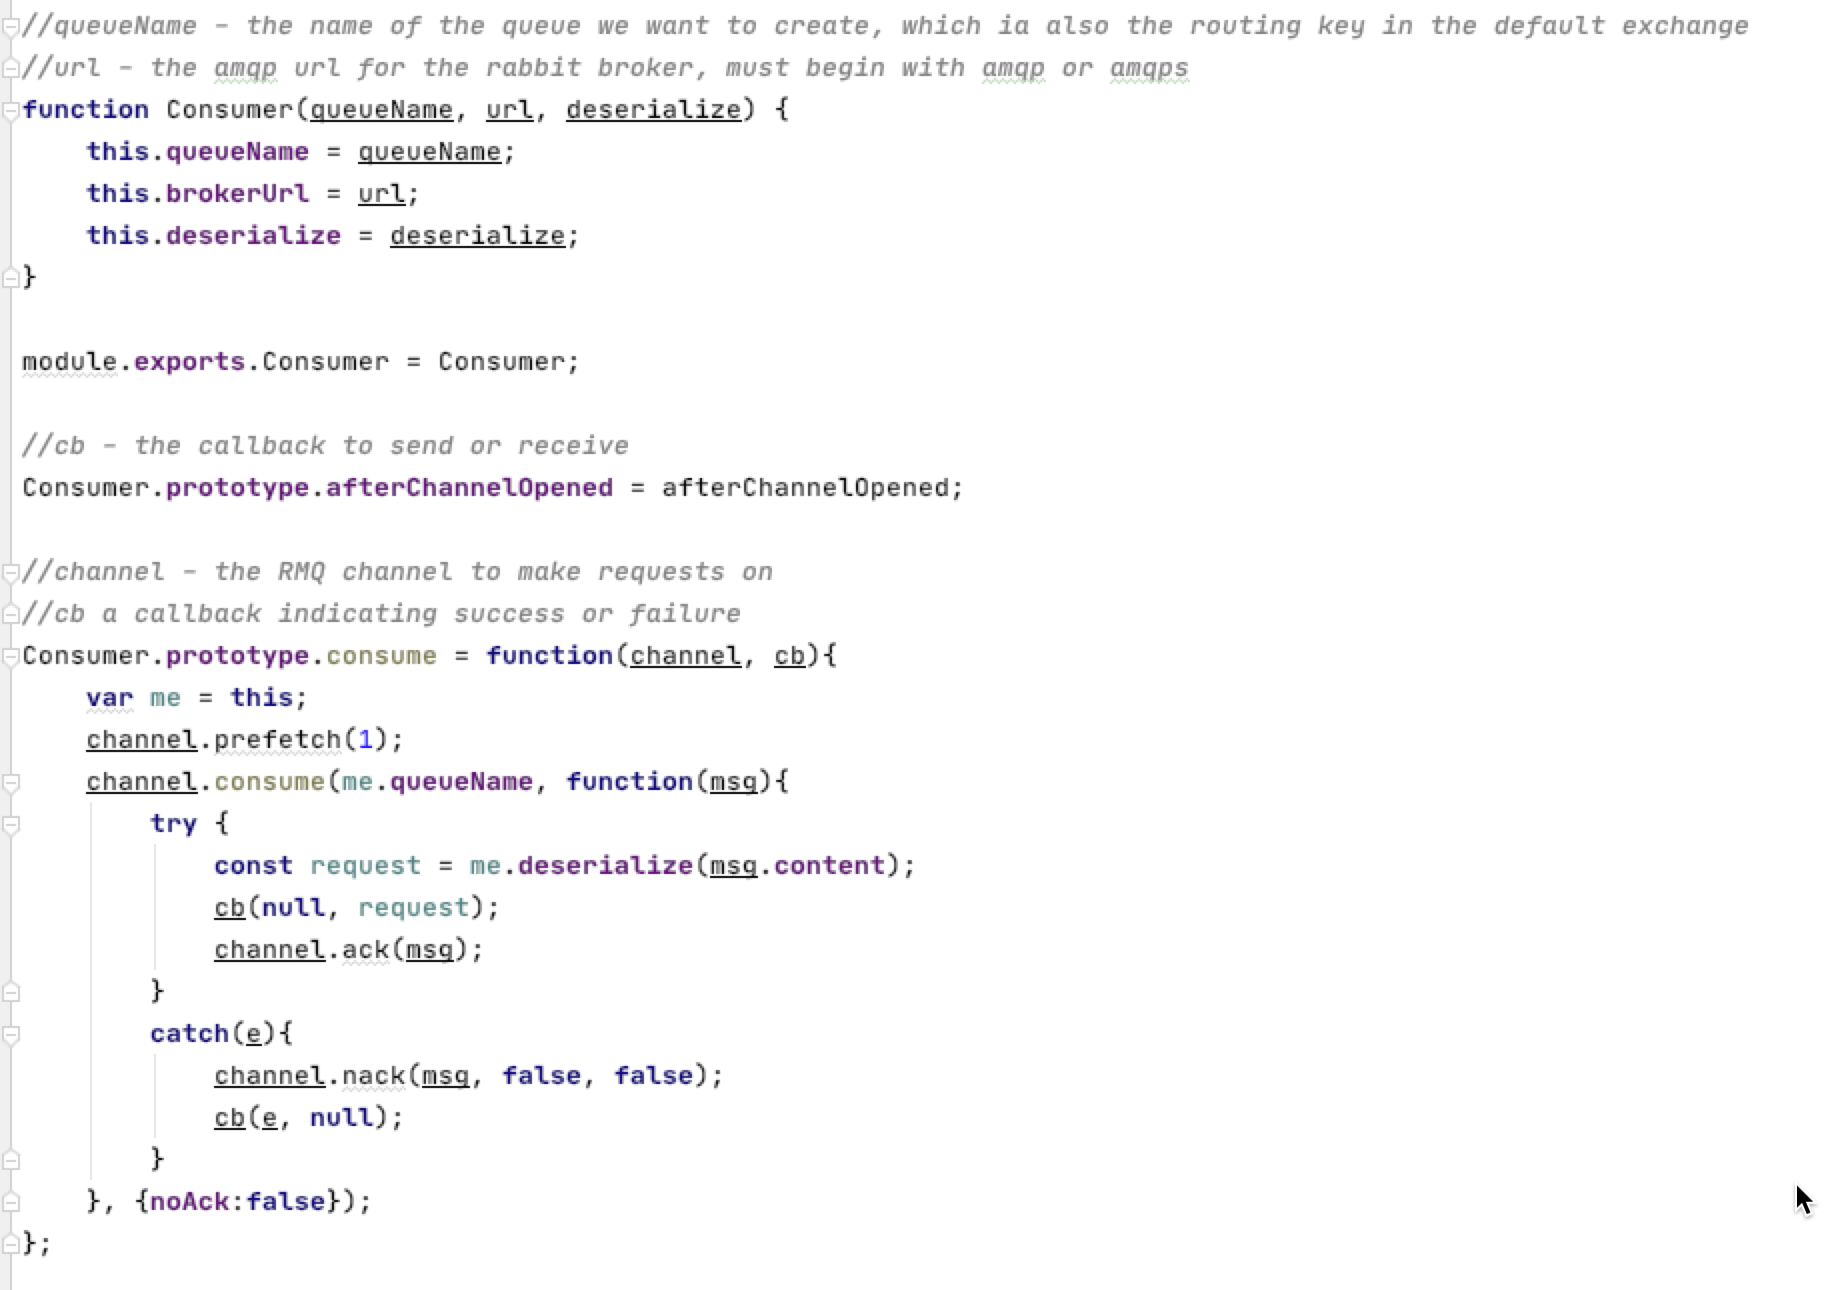 //queueName - the name of the queue we want to create, which ia also the routing key in the default exchange
//url - the amqp url for the rabbit broker, must begin with amqp or amqps
function Consumer(queueName, url, deserialize) {
    this.queueName = queueName;
    this.brokerUrl = url;
    this.deserialize = deserialize;
}

module.exports.Consumer = Consumer;

//cb - the callback to send or receive
Consumer.prototype.afterChannelOpened = afterChannelOpened;

//channel - the RMQ channel to make requests on
//cb a callback indicating success or failure
Consumer.prototype.consume = function(channel, cb){
    var me = this;
    channel.prefetch(1);
    channel.consume(me.queueName, function(msg){
        try {
            const request = me.deserialize(msg.content);
            cb(null, request);
            channel.ack(msg);
        }
        catch(e){
            channel.nack(msg, false, false);
            cb(e, null);
        }
    }, {noAck:false});
};